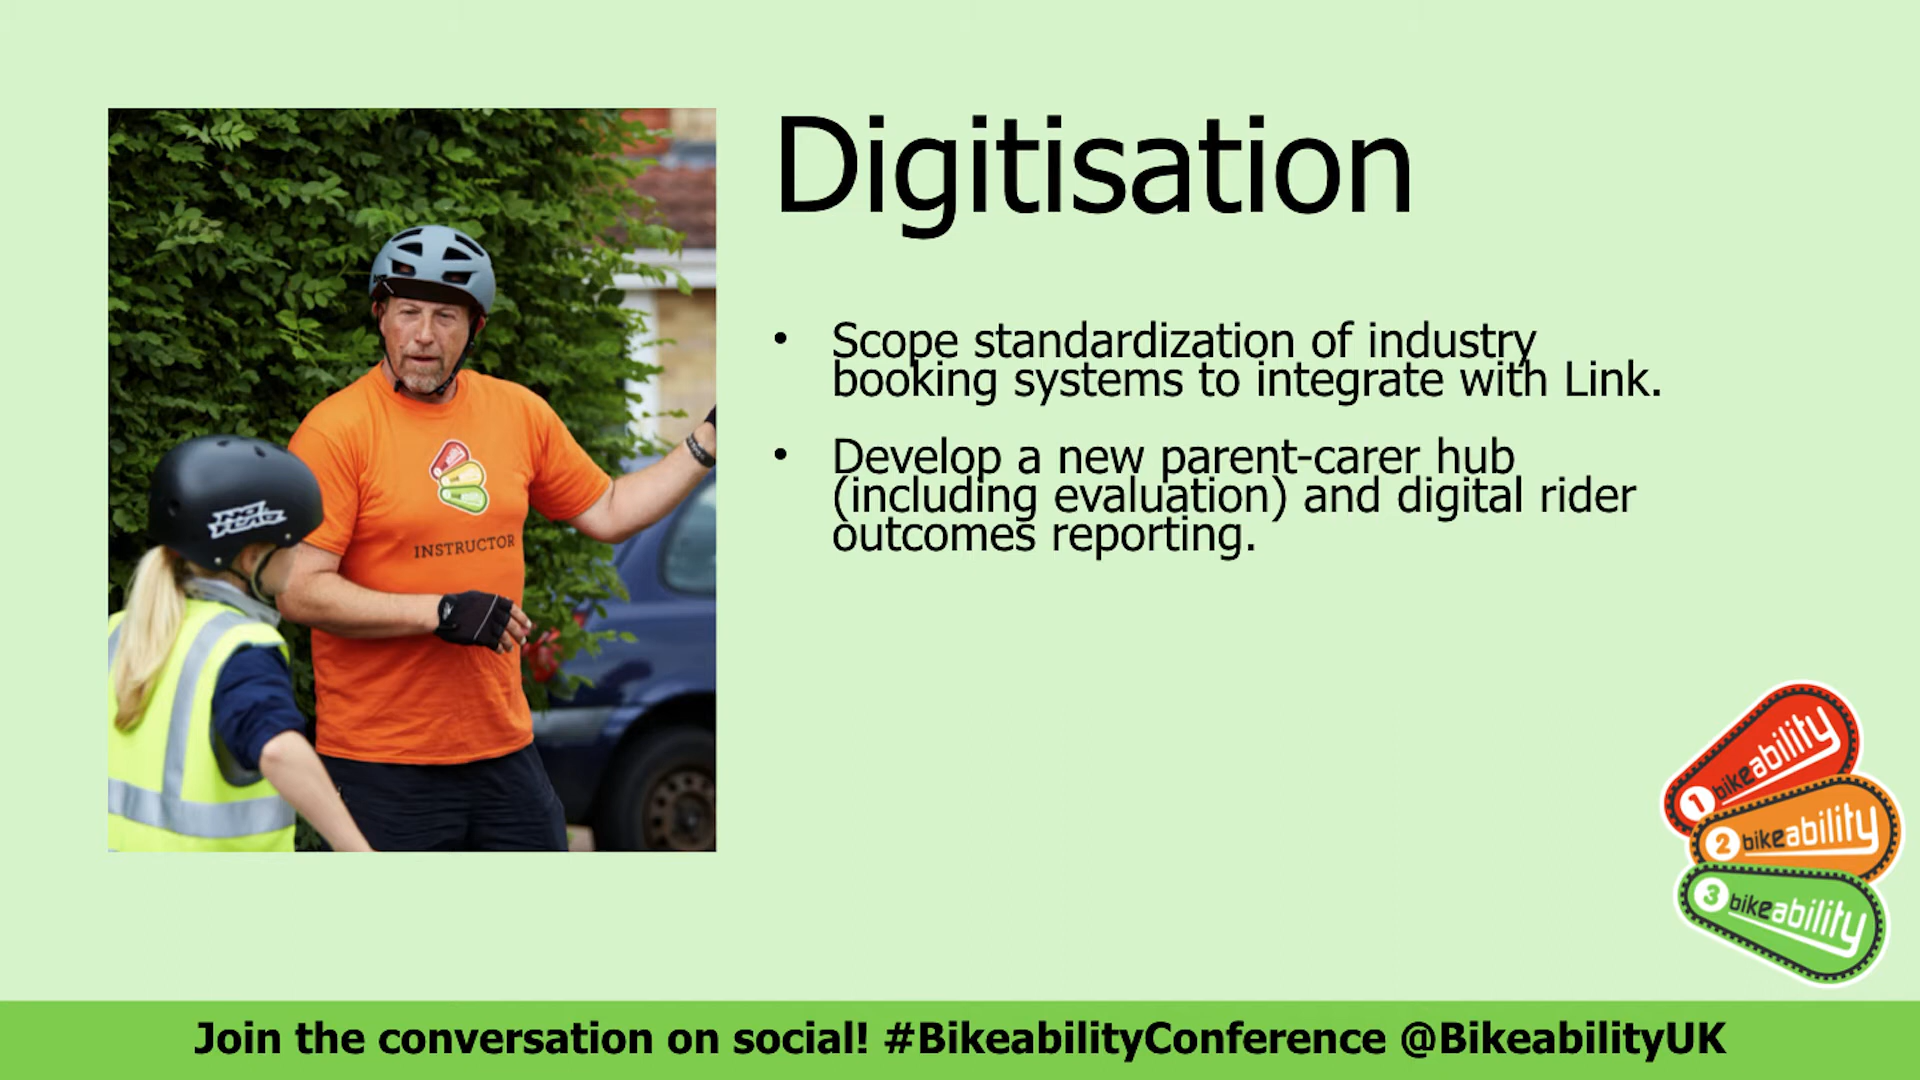 Digitisation
• Scope standardization of industry
booking systems to integrate with Link.
• Develop a new parent-carer hub
(including evaluation) and digital rider
outcomes reporting.
INSTRUCTOR
1 bikeability
2 bikeability
3 bikeability
Join the conversation on social! #BikeabilityConference @BikeabilityUK